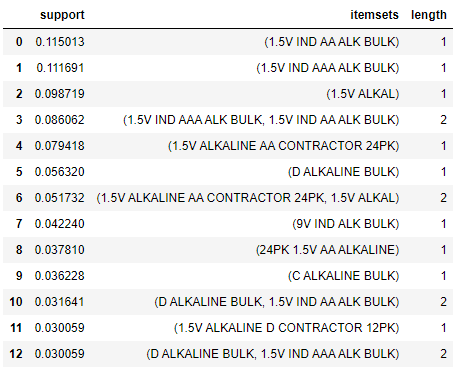 support itemsets length
0 0.115013 (1.5V IND AA ALK BULK) 1
1 0.111691 (1.5V IND AAA ALK BULK) 1
2 0.098719 (1.5V ALKAL) 1
3 0.086062 (1.5V IND AAA ALK BULK, 1.5V IND AA ALK BULK) 2
4 0.079418 (1.5V ALKALINE AA CONTRACTOR 24PK) 1
5 0.056320 (D ALKALINE BULK) 1
6 0.051732 (1.5V ALKALINE AA CONTRACTOR 24PK, 1.5V ALKAL) 2
7 0.042240 (9V IND ALK BULK) 1
8 0.037810 (24PK 1.5V AA ALKALINE) 1
9 0.036228 (C ALKALINE BULK) 1
10 0.031641 (D ALKALINE BULK, 1.5V IND AA ALK BULK) 2
11 0.030059 (1.5V ALKALINE D CONTRACTOR 12PK) 1
12 0.030059 (D ALKALINE BULK, 1.5V IND AAA ALK BULK) 2